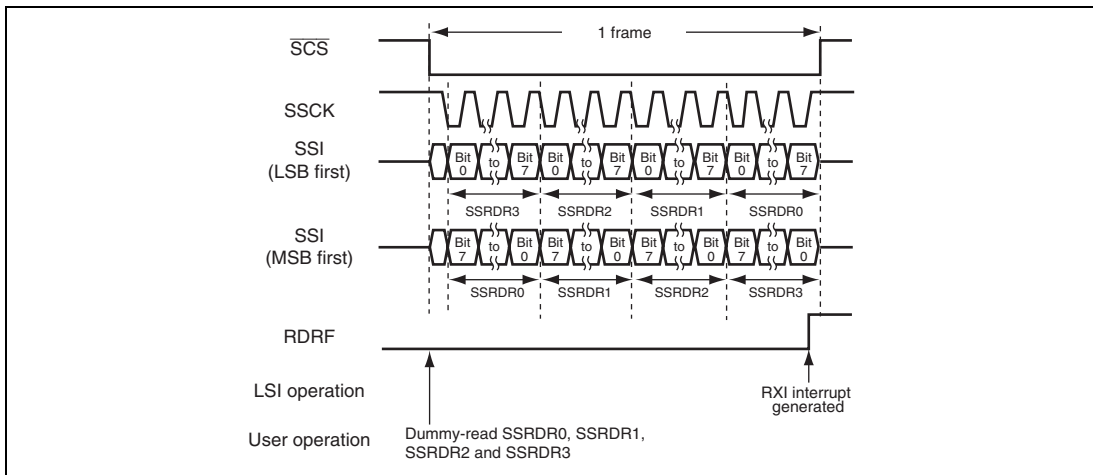 1 frame
SCS
SSCK
SSI
(LSB first)
Bit 0 to Bit 7 Bit 0 to Bit 7 Bit 0 to Bit 7 Bit 0 to Bit 7
SSRDR3 SSRDR2 SSRDR1 SSRDR0
SSI
(MSB first)
Bit 7 to Bit 0 Bit 7 to Bit 0 Bit 7 to Bit 0 Bit 7 to Bit 0
SSRDR0 SSRDR1 SSRDR2 SSRDR3
RDRF
LSI operation
RXI interrupt
generated
User operation
Dummy-read SSRDR0, SSRDR1,
SSRDR2 and SSRDR3